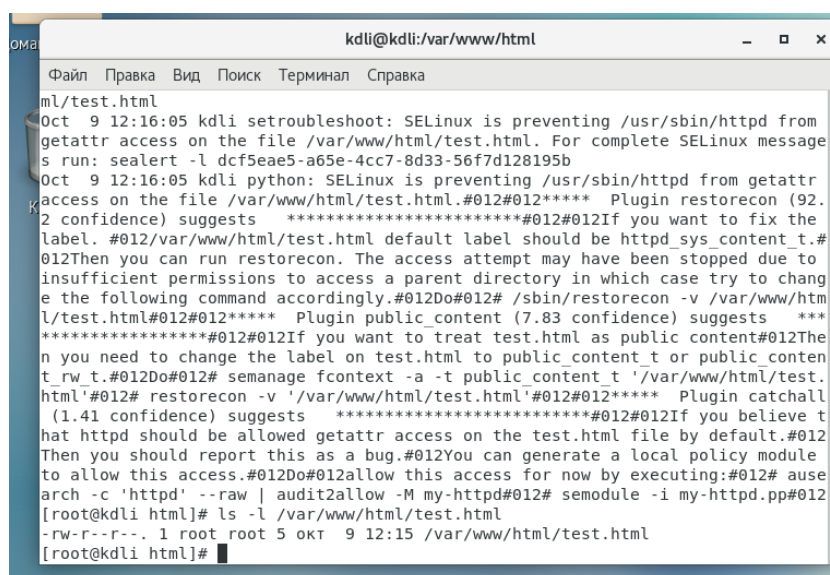 kdli@kdli:/var/www/html
Файл Правка Вид Поиск Терминал Справка
ml/test.html
Oct  9 12:16:05 kdli setroubleshoot: SELinux is preventing /usr/sbin/httpd from
getattr access on the file /var/www/html/test.html. For complete SELinux message
s run: sealert -l dcf5eae5-a65e-4cc7-8d33-56f7d128195b
Oct  9 12:16:05 kdli python: SELinux is preventing /usr/sbin/httpd from getattr
access on the file /var/www/html/test.html.#012#012*****  Plugin restorecon (92.
2 confidence) suggests   ************************#012#012If you want to fix the
label. #012/var/www/html/test.html default label should be httpd_sys_content_t.#
012Then you can run restorecon. The access attempt may have been stopped due to
insufficient permissions to access a parent directory in which case try to chang
e the following command accordingly.#012Do#012# /sbin/restorecon -v /var/www/htm
l/test.html#012#012*****  Plugin public_content (7.83 confidence) suggests   ***
*****************#012#012If you want to treat test.html as public content#012The
n you need to change the label on test.html to public_content_t or public_conten
t_rw_t.#012Do#012# semanage fcontext -a -t public_content_t '/var/www/html/test.
html'#012# restorecon -v '/var/www/html/test.html'#012#012*****  Plugin catchall
 (1.41 confidence) suggests   **************************#012#012If you believe t
hat httpd should be allowed getattr access on the test.html file by default.#012
Then you should report this as a bug.#012You can generate a local policy module
to allow this access.#012Do#012allow this access for now by executing:#012# ause
arch -c 'httpd' --raw | audit2allow -M my-httpd#012# semodule -i my-httpd.pp#012
[root@kdli html]# ls -l /var/www/html/test.html
-rw-r--r--. 1 root root 5 окт  9 12:15 /var/www/html/test.html
[root@kdli html]#